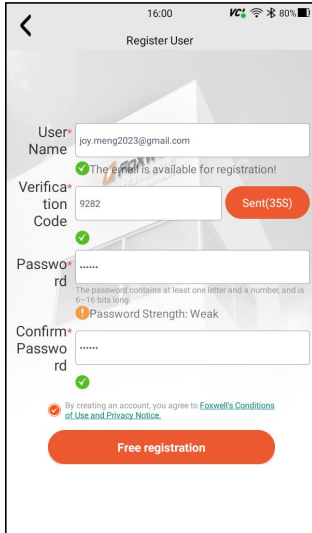 16:00 VC 80%
Register User
User*
Name
joy.meng2023@gmail.com
The email is available for registration!
Verifica*
tion
Code
9282
Sent(35S)
Passwo*
rd
······
The password contains at least one letter and a number, and is
6–16 bits long
Password Strength: Weak
Confirm*
Passwo
rd
······
By creating an account, you agree to Foxwell's Conditions
of Use and Privacy Notice.
Free registration